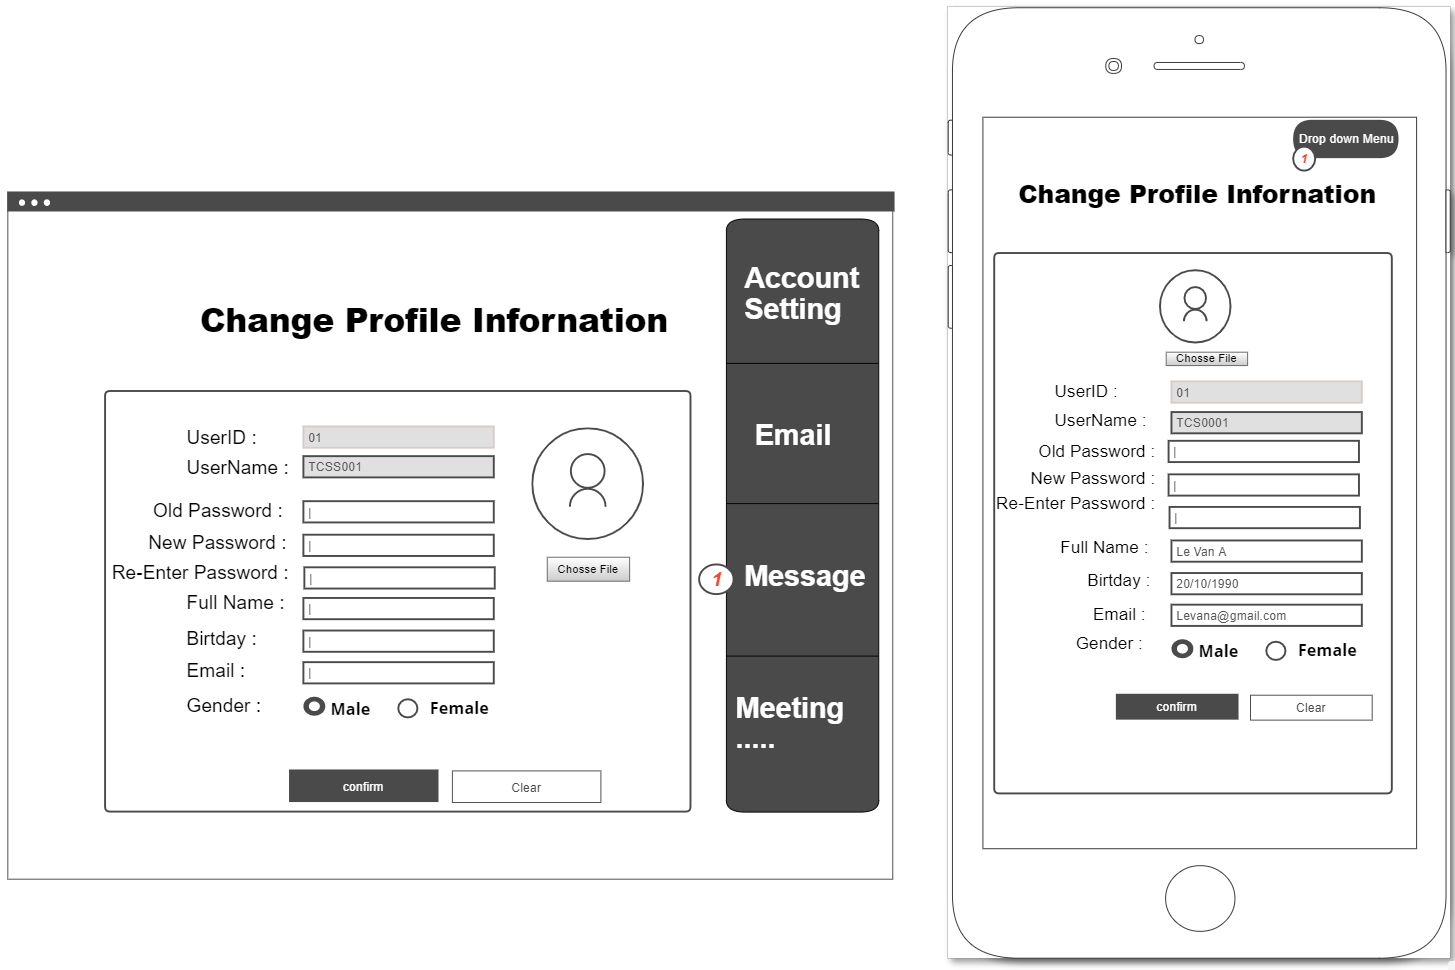 Change Profile Infornation
UserID :
01
UserName :
TCSS001
Old Password :
New Password :
Re-Enter Password :
Full Name :
Birtday :
Email :
Gender :
Male
Female
Chosse File
confirm
Clear
Account
Setting
Email
1
Message
Meeting
.....
Drop down Menu
1
Change Profile Infornation
Chosse File
UserID :
01
UserName :
TCS0001
Old Password :
New Password :
Re-Enter Password :
Full Name :
Le Van A
Birtday :
20/10/1990
Email :
Levana@gmail.com
Gender :
Male
Female
confirm
Clear